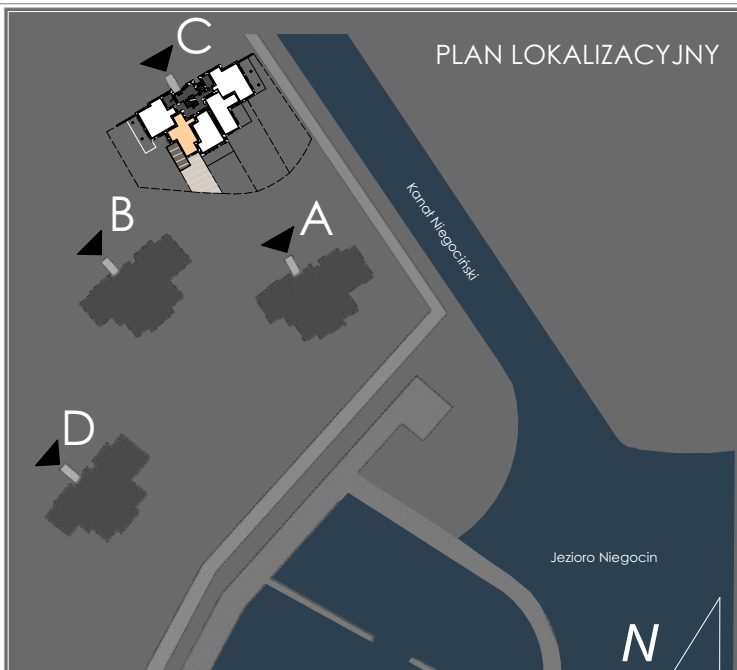 C
PLAN LOKALIZACYJNY
B
A
Kanał Niegociński
D
Jezioro Niegocin
N